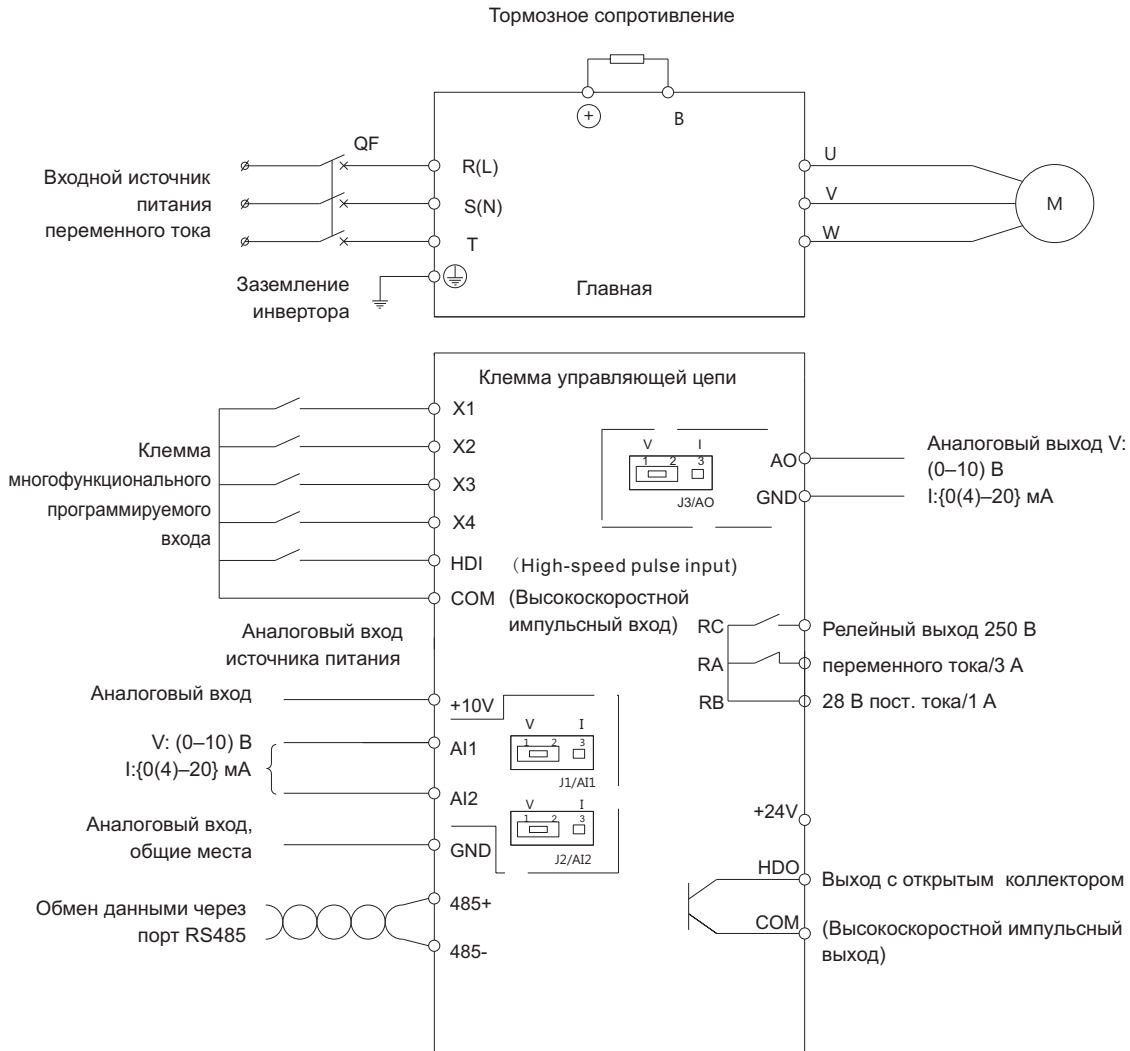 Тормозное сопротивление
+
B
QF
Входной источник
питания
переменного тока
R(L)
S(N)
T
U
V
W
M
Заземление
инвертора
Главная
Клемма управляющей цепи
Клемма
многофункционального
программируемого
входа
X1
X2
X3
X4
HDI
(High-speed pulse input)
COM
(Высокоскоростной
импульсный вход)
V I
1 2 3
J3/AO
AO
GND
Аналоговый выход V:
(0–10) В
I:{0(4)–20} мА
RC
RA
RB
Релейный выход 250 В
переменного тока/3 А
28 В пост. тока/1 А
Аналоговый вход
источника питания
Аналоговый вход
V: (0–10) В
I:{0(4)–20} мА
Аналоговый вход,
общие места
+10V
AI1
AI2
GND
V I
1 2 3
J1/AI1
V I
1 2 3
J2/AI2
+24V
HDO
COM
Выход с открытым коллектором
(Высокоскоростной импульсный
выход)
Обмен данными через
порт RS485
485+
485-